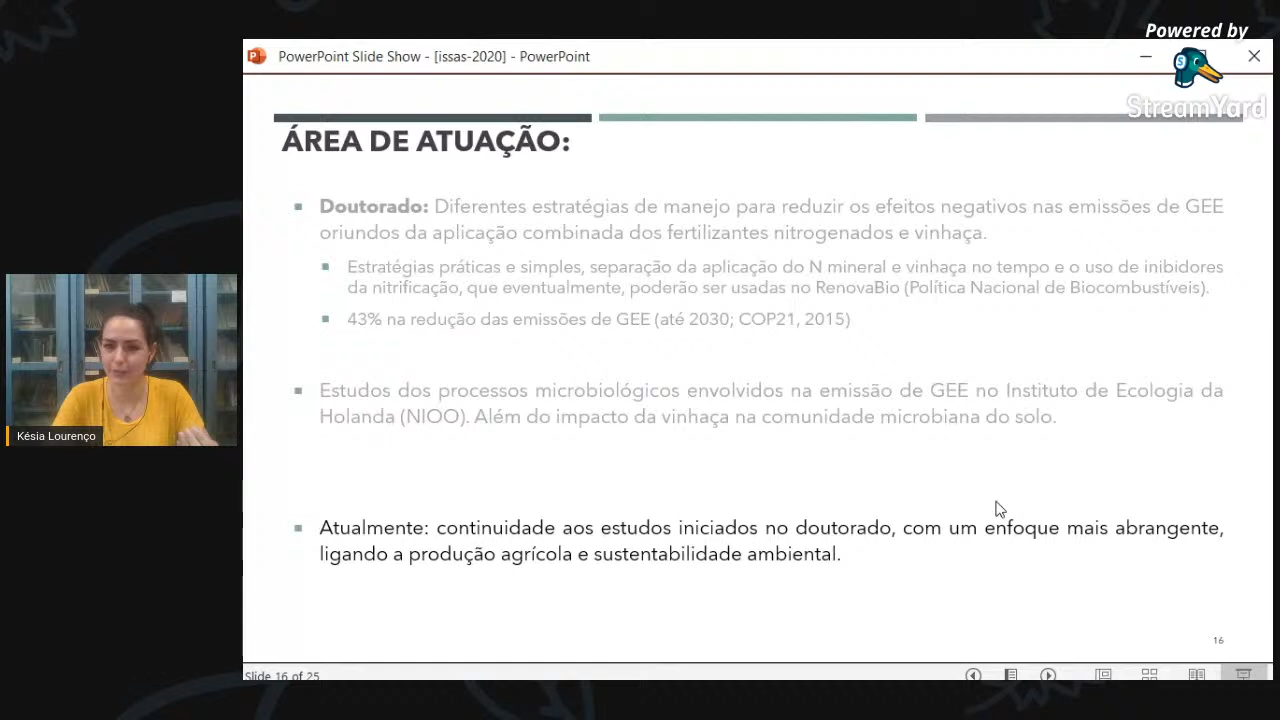 Powered by
PowerPoint Slide Show - [issas-2020] - PowerPoint
StreamYard
ÁREA DE ATUAÇÃO:
Doutorado: Diferentes estratégias de manejo para reduzir os efeitos negativos nas emissões de GEE
oriundos da aplicação combinada dos fertilizantes nitrogenados e vinhaça.
Estratégias práticas e simples, separação da aplicação do N mineral e vinhaça no tempo e o uso de inibidores
da nitrificação, que eventualmente, poderão ser usadas no RenovaBio (Política Nacional de Biocombustíveis).
43% na redução das emissões de GEE (até 2030; COP21, 2015)
Estudos dos processos microbiológicos envolvidos na emissão de GEE no Instituto de Ecologia da
Holanda (NIOO). Além do impacto da vinhaça na comunidade microbiana do solo.
Késia Lourenço
Atualmente: continuidade aos estudos iniciados no doutorado, com um enfoque mais abrangente,
ligando a produção agrícola e sustentabilidade ambiental.
16
Slide 16 of 25